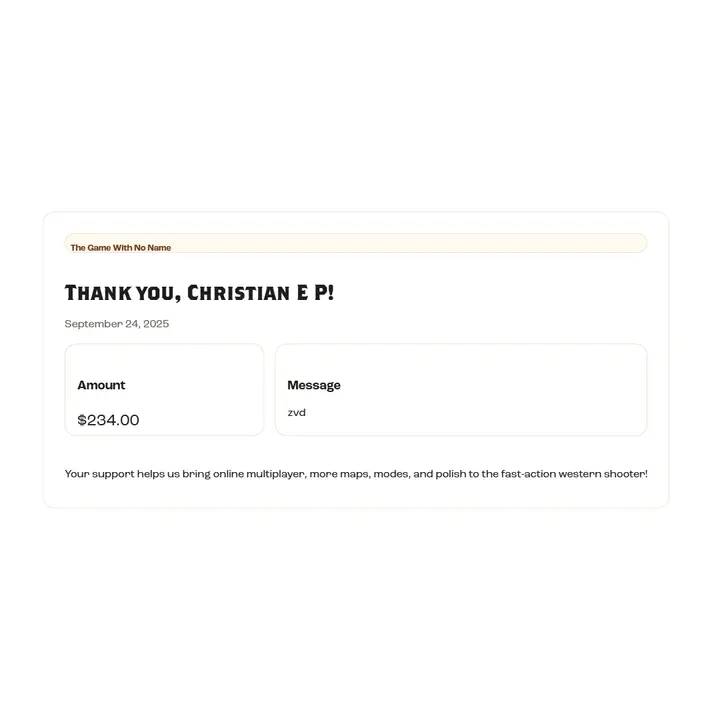 The Game With No Name
Thank you, Christian E P!
September 24, 2025
Amount
$234.00
Message
zvd
Your support helps us bring online multiplayer, more maps, modes, and polish to the fast-action western shooter!